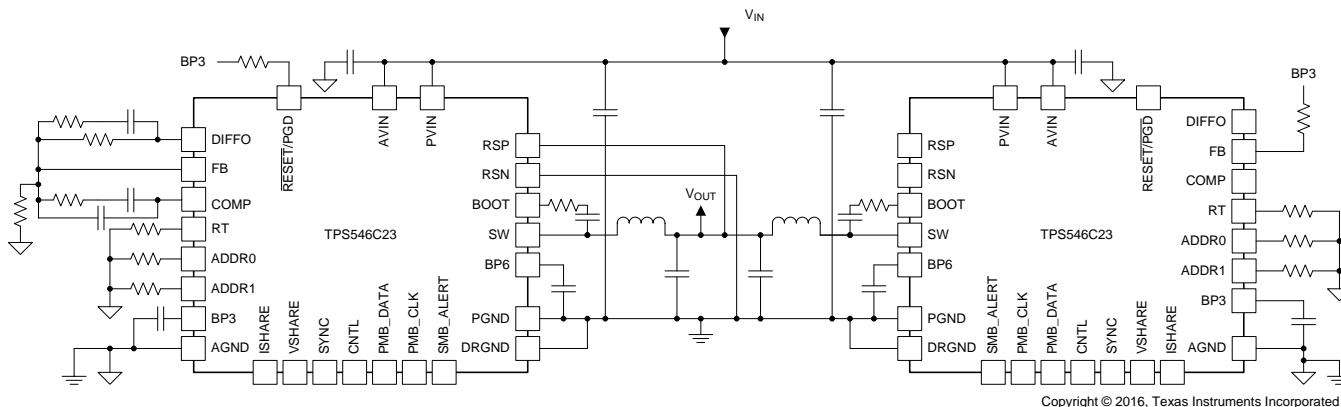 VIN
BP3
BP3
RESET/PGD
AVIN
PVIN
DIFFO
FB
COMP
RT
ADDR0
ADDR1
BP3
AGND
TPS546C23
RSP
RSN
BOOT
SW
BP6
PGND
DRGND
ISHARE
VSHARE
SYNC
CNTL
PMB_DATA
PMB_CLK
SMB_ALERT
VOUT
PVIN
AVIN
RESET/PGD
RSP
RSN
BOOT
SW
BP6
PGND
DRGND
TPS546C23
DIFFO
FB
COMP
RT
ADDR0
ADDR1
BP3
AGND
SMB_ALERT
PMB_CLK
PMB_DATA
CNTL
SYNC
VSHARE
ISHARE
Copyright © 2016, Texas Instruments Incorporated